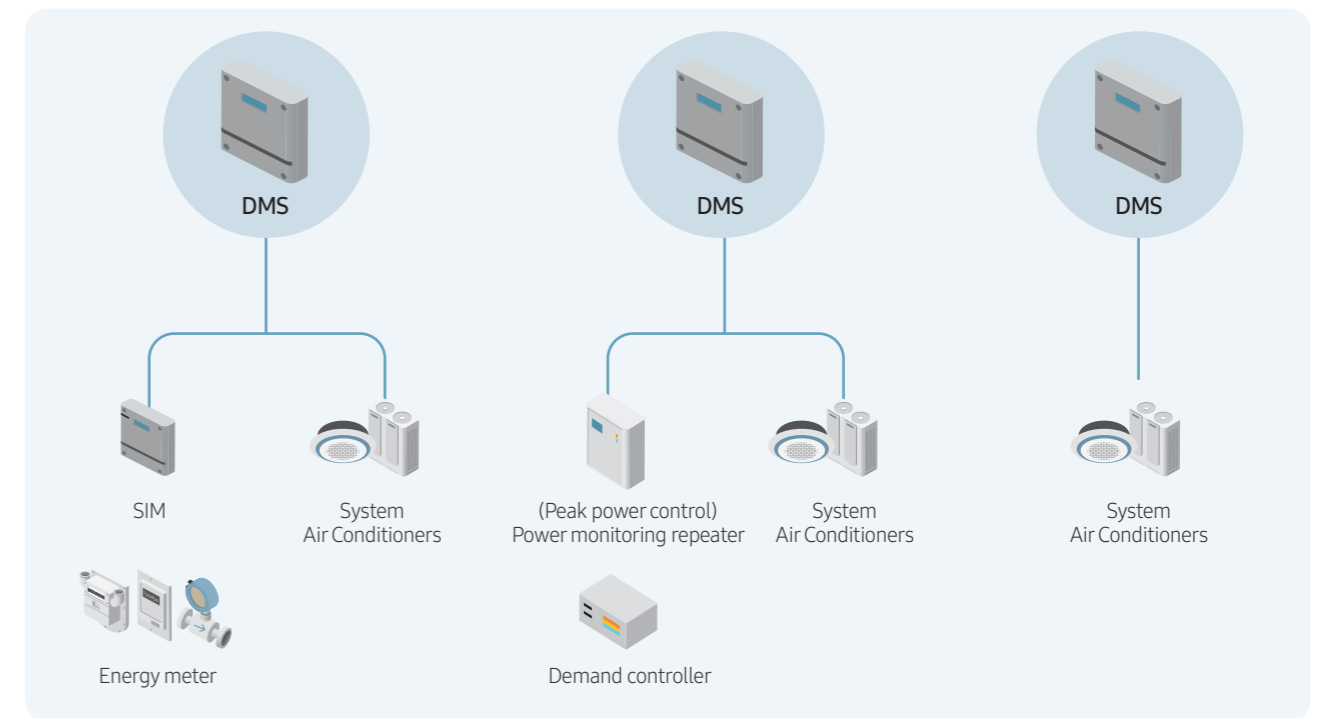 DMS
DMS
DMS
SIM
System
Air Conditioners
(Peak power control)
Power monitoring repeater
System
Air Conditioners
System
Air Conditioners
Energy meter
Demand controller